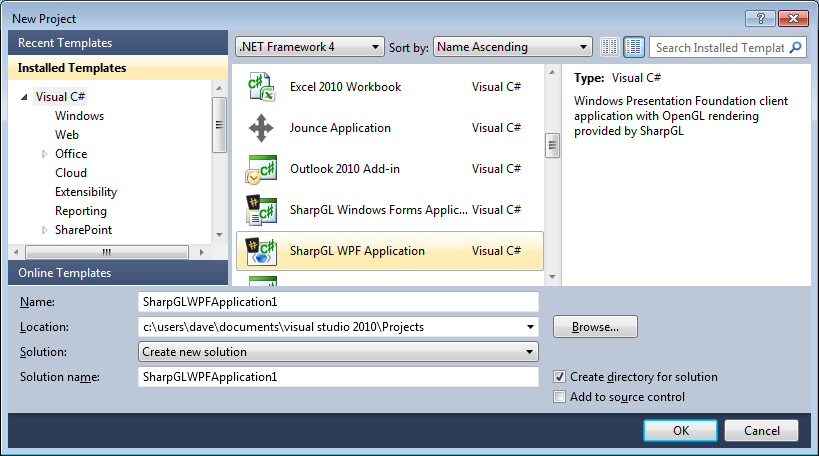 New Project
Recent Templates
Installed Templates
Visual C#
Windows
Web
Office
Cloud
Extensibility
Reporting
SharePoint
Online Templates
.NET Framework 4
Sort by: Name Ascending
Search Installed Templat
Excel 2010 Workbook Visual C#
Jounce Application Visual C#
Outlook 2010 Add-in Visual C#
SharpGL Windows Forms Applic... Visual C#
SharpGL WPF Application Visual C#
Type: Visual C#
Windows Presentation Foundation client
application with OpenGL rendering
provided by SharpGL
Name: SharpGLWPFApplication1
Location: c:\users\dave\documents\visual studio 2010\Projects Browse...
Solution: Create new solution
Solution name: SharpGLWPFApplication1
Create directory for solution
Add to source control
OK Cancel